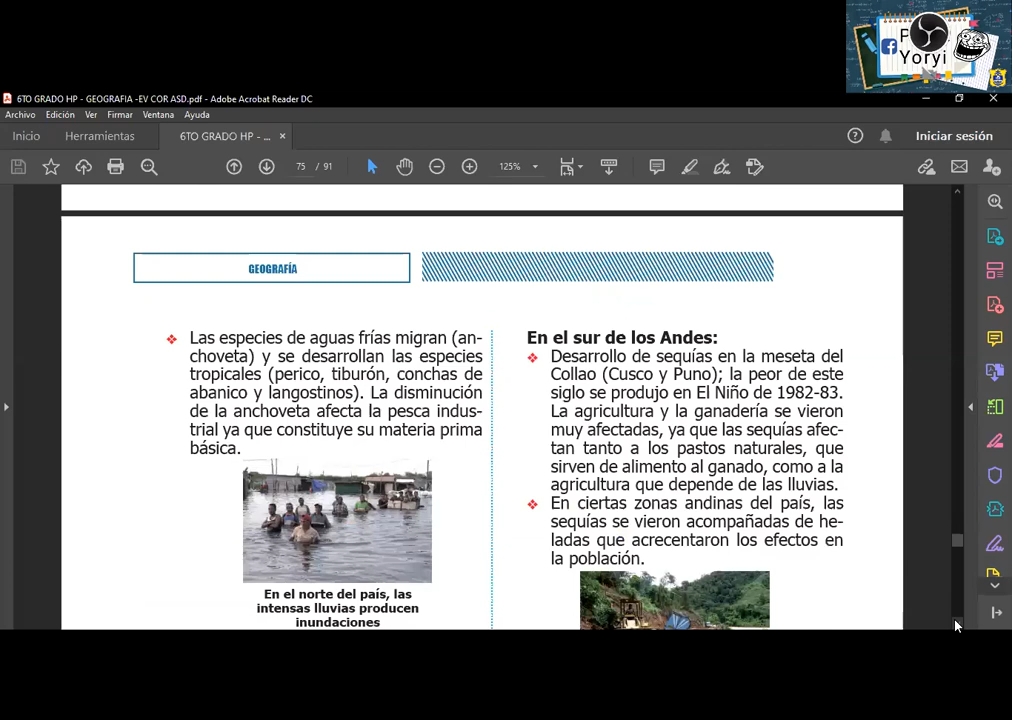 F
Yoryi
6TO GRADO HP - GEOGRAFIA -EV COR ASD.pdf - Adobe Acrobat Reader DC
Archivo Edición Ver Firmar Ventana Ayuda
Inicio Herramientas 6TO GRADO HP - ... × Iniciar sesión
75 / 91 125%
GEOGRAFÍA
Las especies de aguas frías migran (an-
choveta) y se desarrollan las especies
tropicales (perico, tiburón, conchas de
abanico y langostinos). La disminución
de la anchoveta afecta la pesca indus-
trial ya que constituye su materia prima
básica.
En el norte del país, las
intensas lluvias producen
inundaciones
En el sur de los Andes:
Desarrollo de sequías en la meseta del
Collao (Cusco y Puno); la peor de este
siglo se produjo en El Niño de 1982-83.
La agricultura y la ganadería se vieron
muy afectadas, ya que las sequías afec-
tan tanto a los pastos naturales, que
sirven de alimento al ganado, como a la
agricultura que depende de las lluvias.
En ciertas zonas andinas del país, las
sequías se vieron acompañadas de he-
ladas que acrecentaron los efectos en
la población.